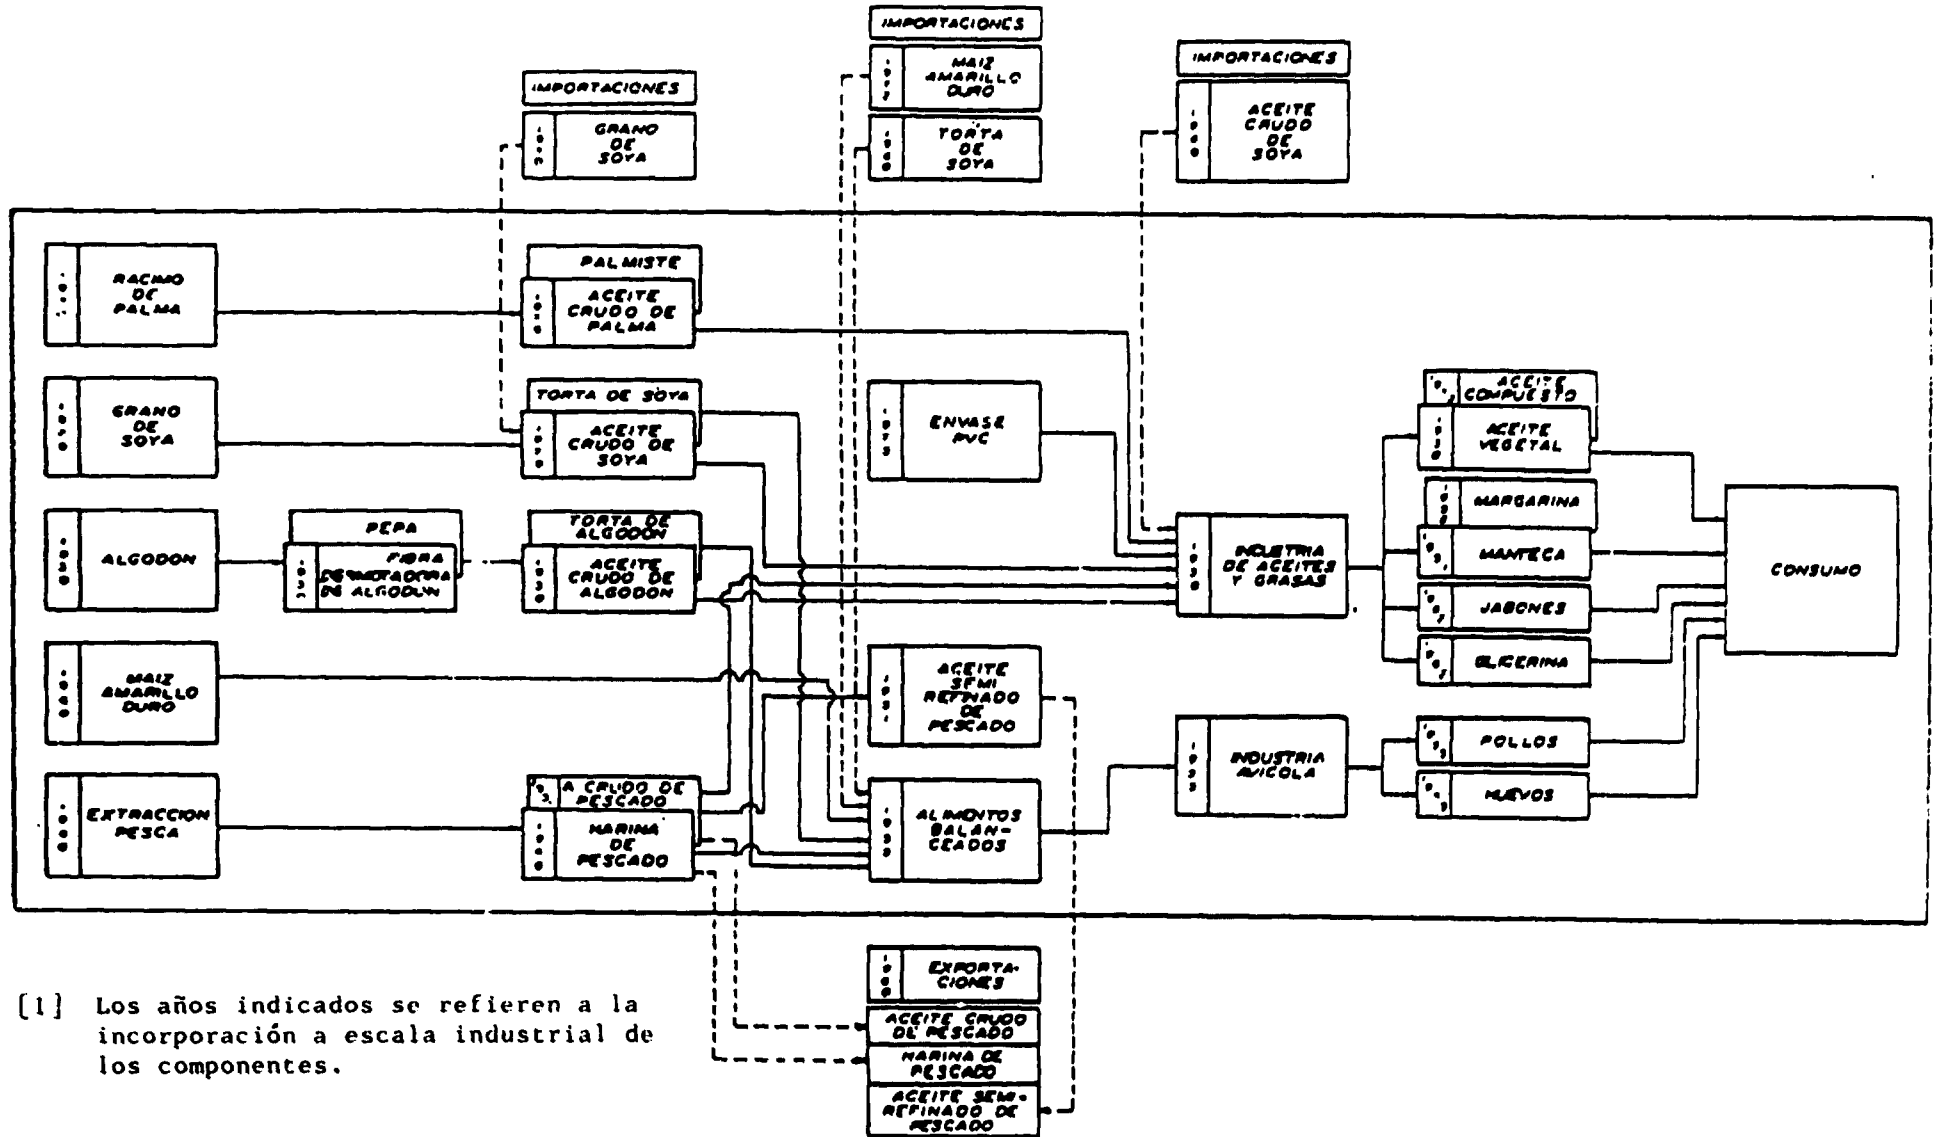 IMPORTACIONES
MAIZ
AMARILLO
DURO
TORTA
DE
SOYA
IMPORTACIONES
GRANO
DE
SOYA
IMPORTACIONES
ACEITE
CRUDO
DE
SOYA
RACIMO
DE
PALMA
PALMISTE
ACEITE
CRUDO DE
PALMA
GRANO
DE
SOYA
TORTA DE SOYA
ACEITE
CRUDO DE
SOYA
ENVASE
PVC
ALGODON
PEPA
FIBRA
DESMOTADORA
DE ALGODON
TORTA DE
ALGODON
ACEITE
CRUDO DE
ALGODON
INDUSTRIA
DE ACEITES
Y GRASAS
ACEITE
COMPUESTO
ACEITE
VEGETAL
MARGARINA
MANTECA
JABONES
GLICERINA
CONSUMO
MAIZ
AMARILLO
DURO
ACEITE
SEMI
REFINADO
DE
PESCADO
EXTRACCION
PESCA
A CRUDO DE
PESCADO
HARINA
DE
PESCADO
ALIMENTOS
BALAN-
CEADOS
INDUSTRIA
AVICOLA
POLLOS
HUEVOS
EXPORTA-
CIONES
ACEITE CRUDO
DE PESCADO
HARINA DE
PESCADO
ACEITE SEMI-
REFINADO DE
PESCADO
[1] Los años indicados se refieren a la
incorporación a escala industrial de
los componentes.